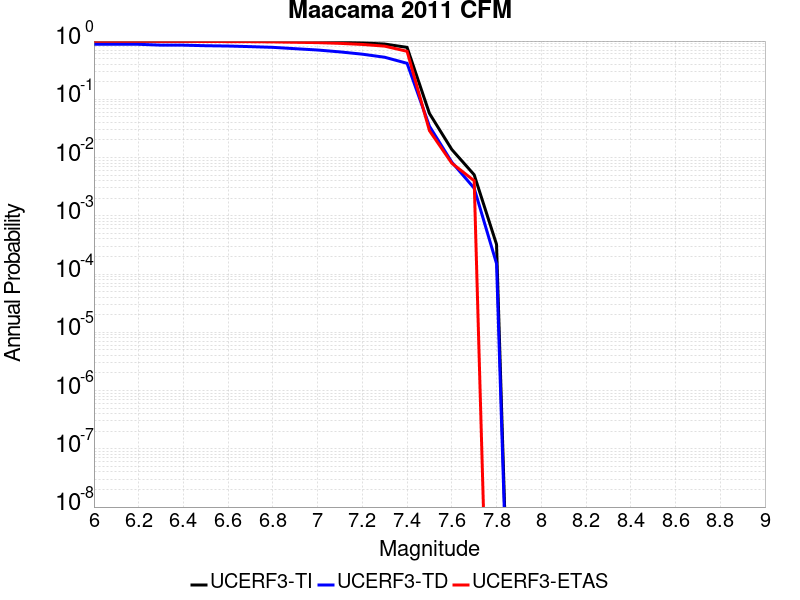 Maacama 2011 CFM
Annual Probability
10^0
10^-1
10^-2
10^-3
10^-4
10^-5
10^-6
10^-7
10^-8
6 6.2 6.4 6.6 6.8 7 7.2 7.4 7.6 7.8 8 8.2 8.4 8.6 8.8 9
Magnitude
UCERF3-TI UCERF3-TD UCERF3-ETAS